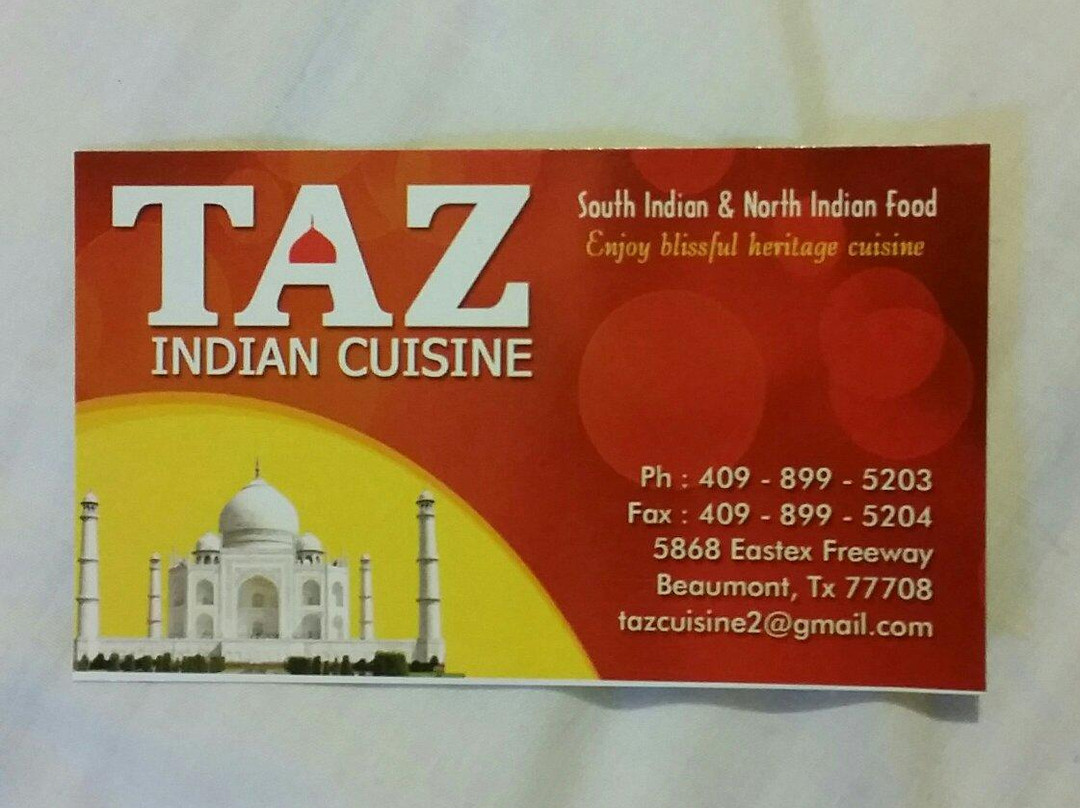 TAZ
INDIAN CUISINE
South Indian & North Indian Food
Enjoy blissful heritage cuisine
Ph : 409 - 899 - 5203
Fax : 409 - 899 - 5204
5868 Eastex Freeway
Beaumont, Tx 77708
tazcuisine2@gmail.com